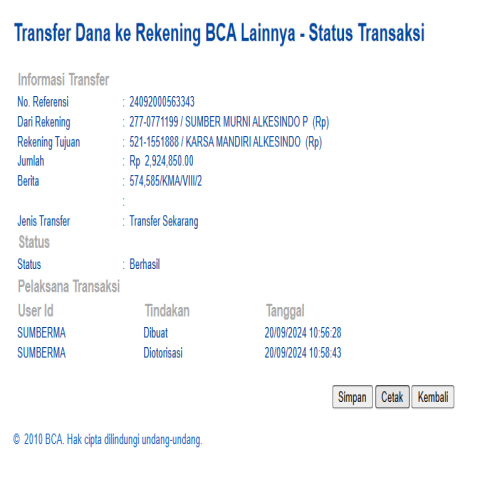 Transfer Dana ke Rekening BCA Lainnya - Status Transaksi
Informasi Transfer
No. Referensi : 24092000563343
Dari Rekening : 277-0771199 / SUMBER MURNI ALKESINDO P (Rp)
Rekening Tujuan : 521-1551888 / KARSA MANDIRI ALKESINDO (Rp)
Jumlah : Rp 2,924,850.00
Berita : 574,585/KMA/VIII/2
:
Jenis Transfer : Transfer Sekarang
Status
Status : Berhasil
Pelaksana Transaksi
User Id Tindakan Tanggal
SUMBERMA Dibuat 20/09/2024 10:56:28
SUMBERMA Diotorisasi 20/09/2024 10:58:43
Simpan Cetak Kembali
© 2010 BCA. Hak cipta dilindungi undang-undang.